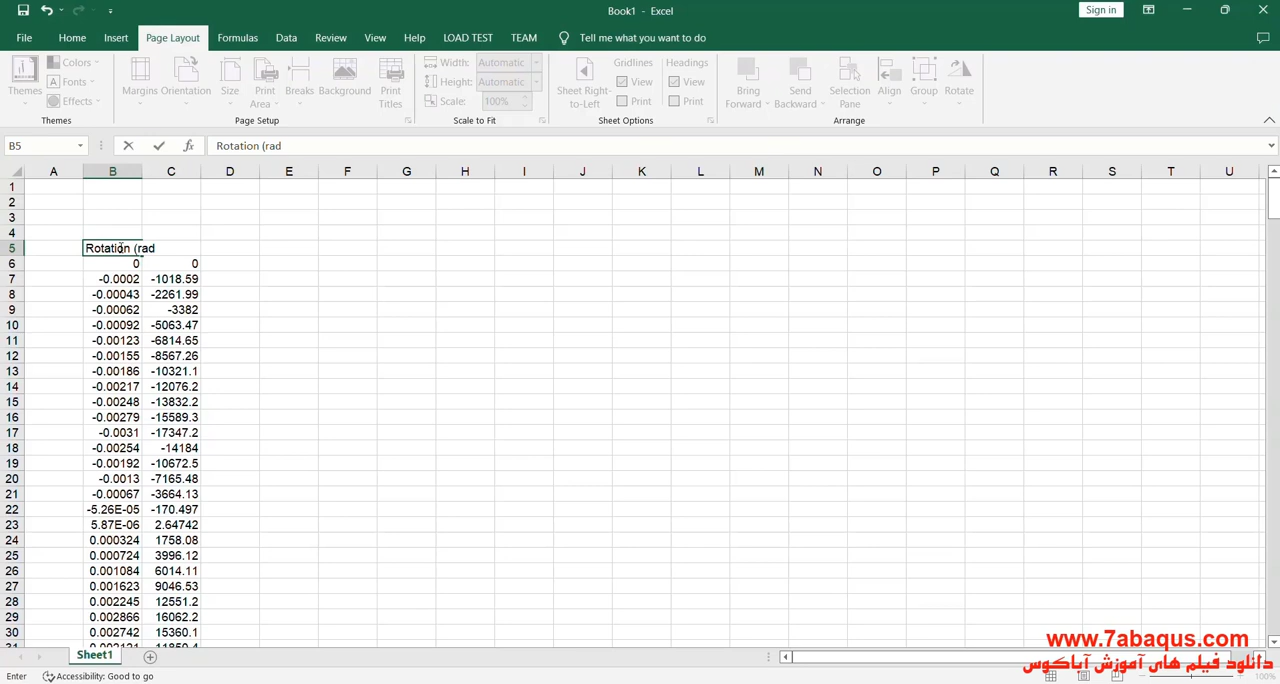 Book1 - Excel
Sign in
File Home Insert Page Layout Formulas Data Review View Help LOAD TEST TEAM Tell me what you want to do
Themes
Colors
Fonts
Effects
Margins Orientation Size Print Area Breaks Background Print Titles
Width: Automatic
Height: Automatic
Scale: 100%
Sheet Right-to-Left
Gridlines Headings
View View
Print Print
Bring Forward Send Backward Selection Pane Align Group Rotate
Themes Page Setup Scale to Fit Sheet Options Arrange
B5 fx Rotation (rad
A B C D E F G H I J K L M N O P Q R S T U
1
2
3
4
5 Rotation (rad
6 0 0
7 -0.0002 -1018.59
8 -0.00043 -2261.99
9 -0.00062 -3382
10 -0.00092 -5063.47
11 -0.00123 -6814.65
12 -0.00155 -8567.26
13 -0.00186 -10321.1
14 -0.00217 -12076.2
15 -0.00248 -13832.2
16 -0.00279 -15589.3
17 -0.0031 -17347.2
18 -0.00254 -14184
19 -0.00192 -10672.5
20 -0.0013 -7165.48
21 -0.00067 -3664.13
22 -5.26E-05 -170.497
23 5.87E-06 2.64742
24 0.000324 1758.08
25 0.000724 3996.12
26 0.001084 6014.11
27 0.001623 9046.53
28 0.002245 12551.2
29 0.002866 16062.2
30 0.002742 15360.1
www.7abaqus.com
دانلود فیلم های آموزش آباکوس
Sheet1
Enter Accessibility: Good to go 100%